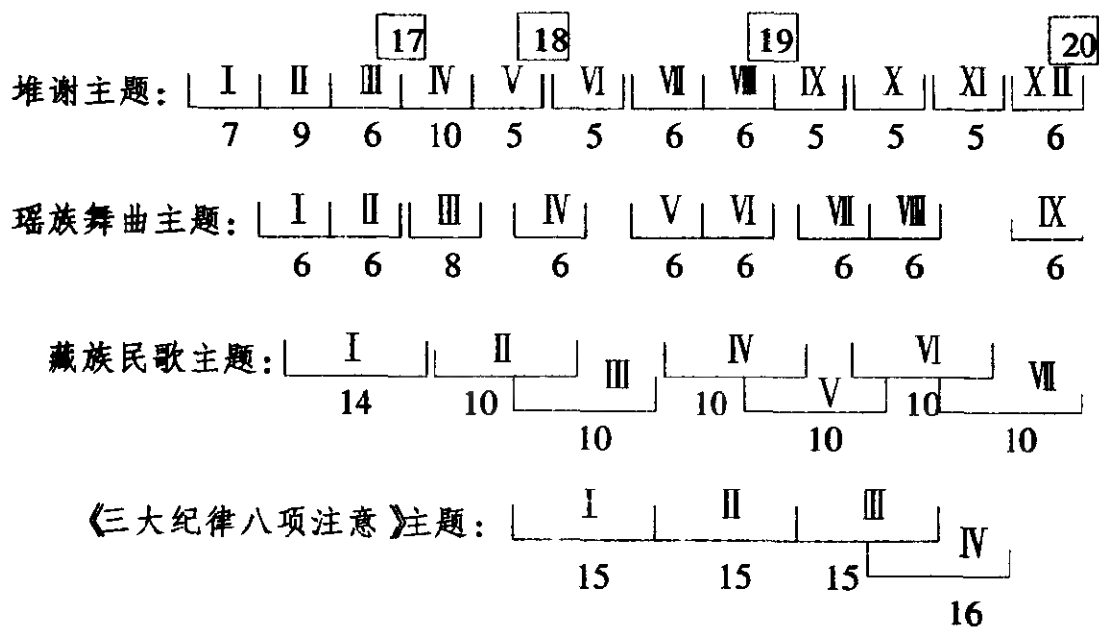 17 18 19 20
堆谢主题: Ⅰ Ⅱ Ⅲ Ⅳ Ⅴ Ⅵ Ⅶ Ⅷ Ⅸ Ⅹ Ⅺ Ⅻ
7 9 6 10 5 5 6 6 5 5 5 6
瑶族舞曲主题: Ⅰ Ⅱ Ⅲ Ⅳ Ⅴ Ⅵ Ⅶ Ⅷ Ⅸ
6 6 8 6 6 6 6 6 6
藏族民歌主题: Ⅰ Ⅱ Ⅲ Ⅳ Ⅴ Ⅵ Ⅶ
14 10 10 10 10 10 10
《三大纪律八项注意》主题: Ⅰ Ⅱ Ⅲ Ⅳ
15 15 15 16